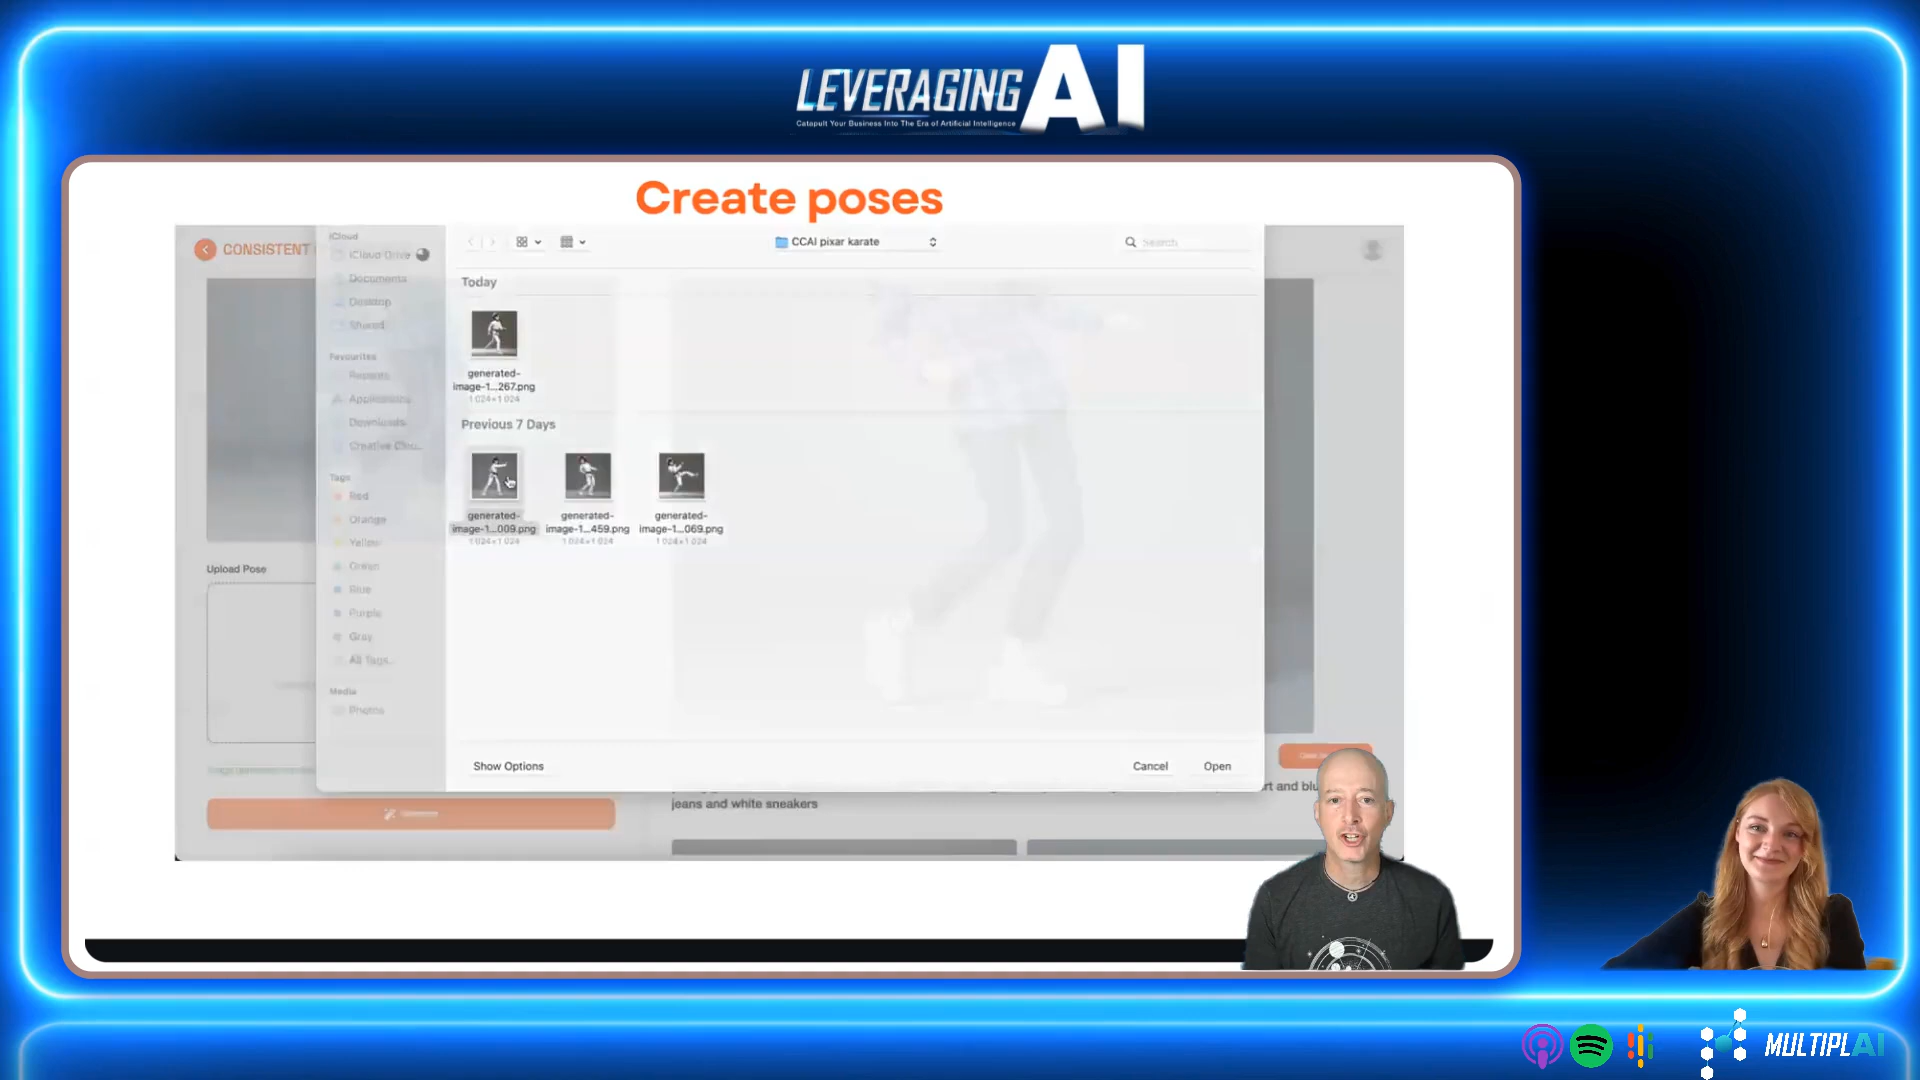 LEVERAGING AI
Catapult Your Business Into The Era of Artificial Intelligence
Create poses
CONSISTENT
iCloud
iCloud Drive
Documents
Desktop
Shared
Favourites
Recents
Applications
Downloads
Creative Clou...
Tags
Red
Orange
Yellow
Green
Blue
Purple
Gray
All Tags...
Media
Photos
CCAI pixar karate
Search
Today
generated-
image-1...267.png
1 024×1 024
Previous 7 Days
generated-
image-1...009.png
1 024×1 024
generated-
image-1...459.png
1 024×1 024
generated-
image-1...069.png
1 024×1 024
Show Options
Cancel
Open
Upload Pose
rt and blu
jeans and white sneakers
MULTIPLAI